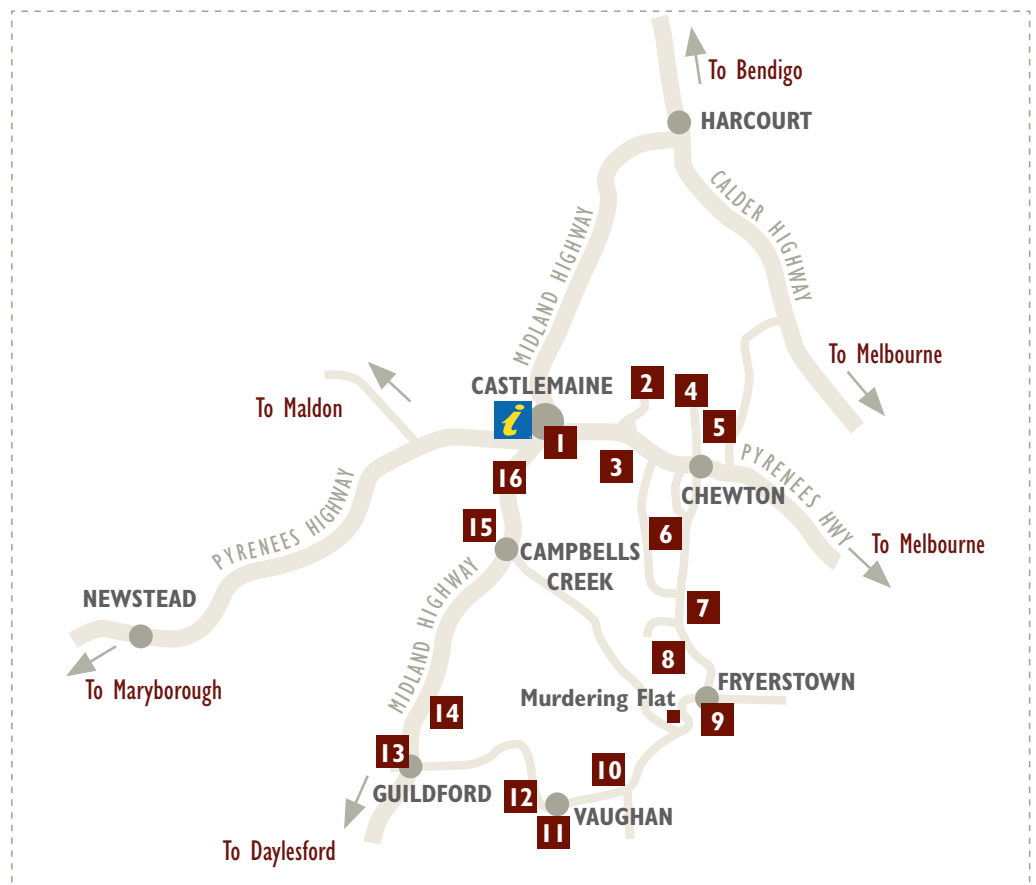 To Bendigo
HARCOURT
CALDER HIGHWAY
MIDLAND HIGHWAY
To Melbourne
CASTLEMAINE
To Maldon
i
1
2
3
4
5
16
CHEWTON
PYRENEES HWY
PYRENEES HIGHWAY
15
6
To Melbourne
CAMPBELLS
CREEK
MIDLAND HIGHWAY
NEWSTEAD
7
To Maryborough
8
FRYERSTOWN
Murdering Flat
9
14
13
10
GUILDFORD
12
VAUGHAN
11
To Daylesford